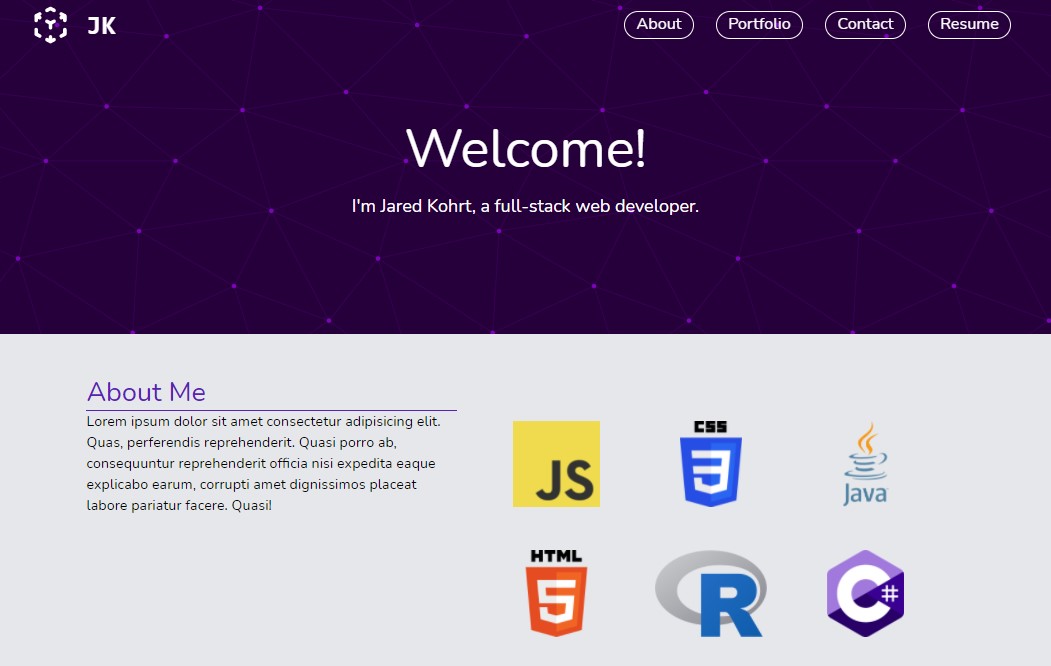 JK
About
Portfolio
Contact
Resume
Welcome!
I'm Jared Kohrt, a full-stack web developer.
About Me
Lorem ipsum dolor sit amet consectetur adipisicing elit.
Quas, perferendis reprehenderit. Quasi porro ab,
consequuntur reprehenderit officia nisi expedita eaque
explicabo earum, corrupti amet dignissimos placeat
labore pariatur facere. Quasi!
JS
CSS
3
Java
HTML
5
R
C#